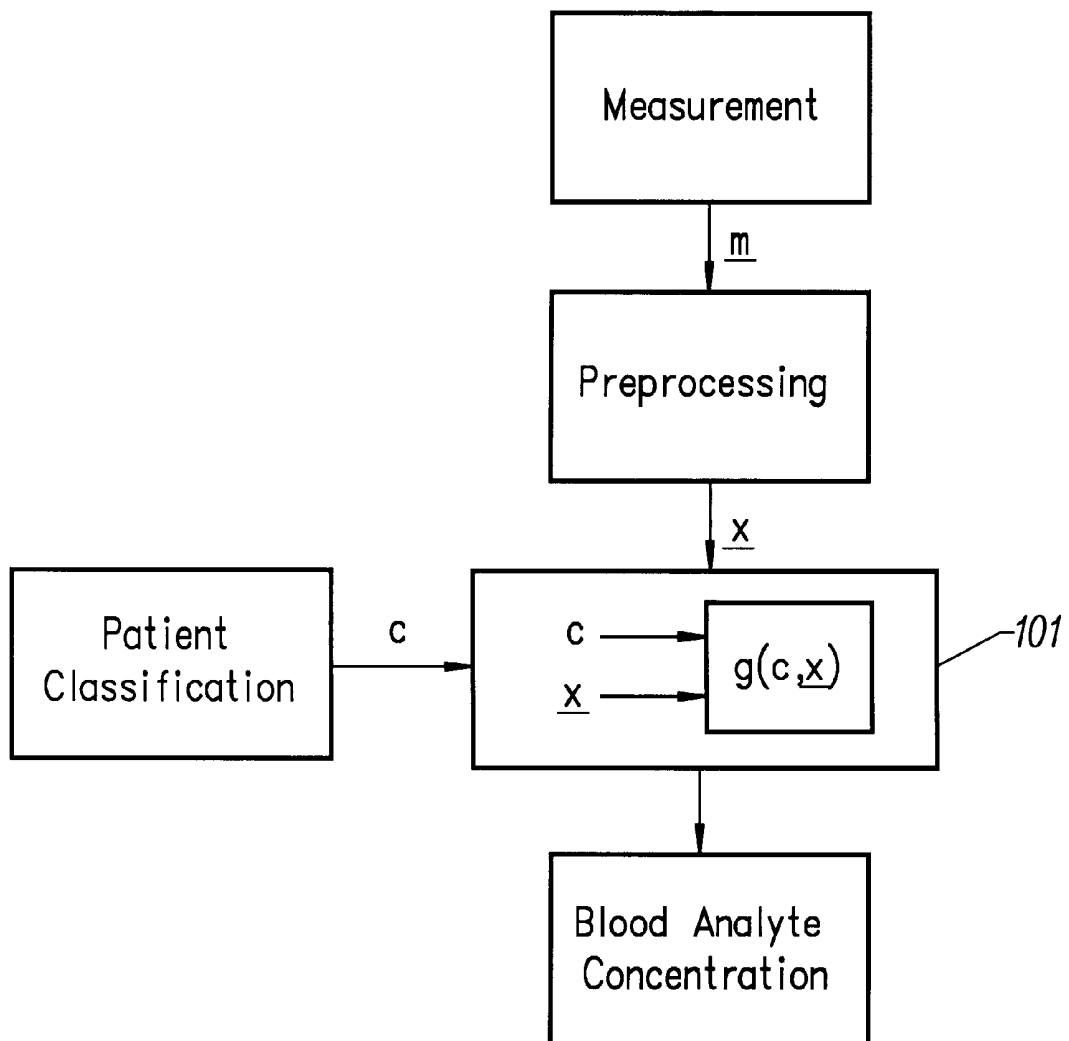 Measurement
m
Preprocessing
x
Patient
Classification
c
c
x
g(c,x)
101
Blood Analyte
Concentration